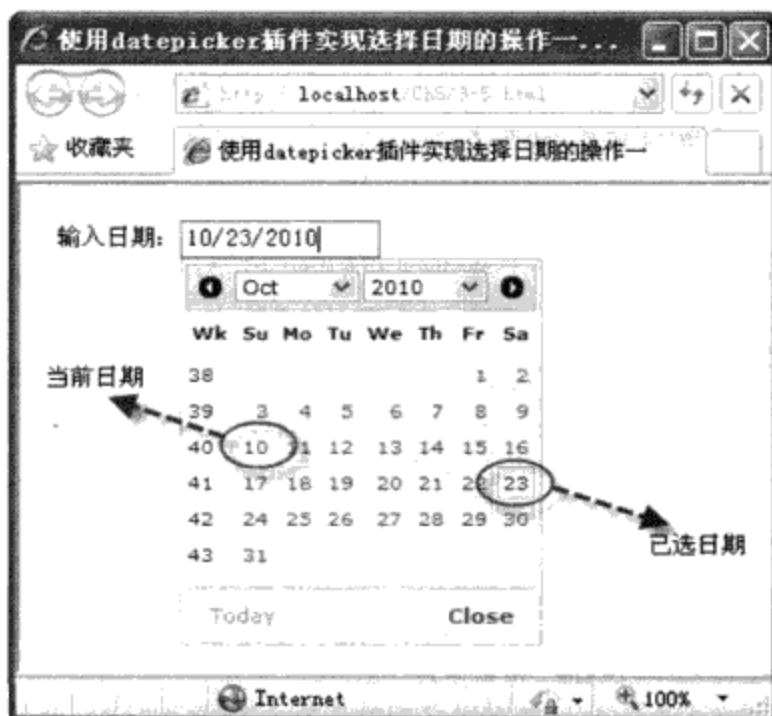 使用datepicker插件实现选择日期的操作一...
localhost/Ch5/3-5.html
收藏夹
使用datepicker插件实现选择日期的操作一
输入日期: 10/23/2010
Oct 2010
Wk Su Mo Tu We Th Fr Sa
当前日期
38 1 2
39 3 4 5 6 7 8 9
40 10 11 12 13 14 15 16
41 17 18 19 20 21 22 23
42 24 25 26 27 28 29 30
已选日期
43 31
Today Close
Internet 100%